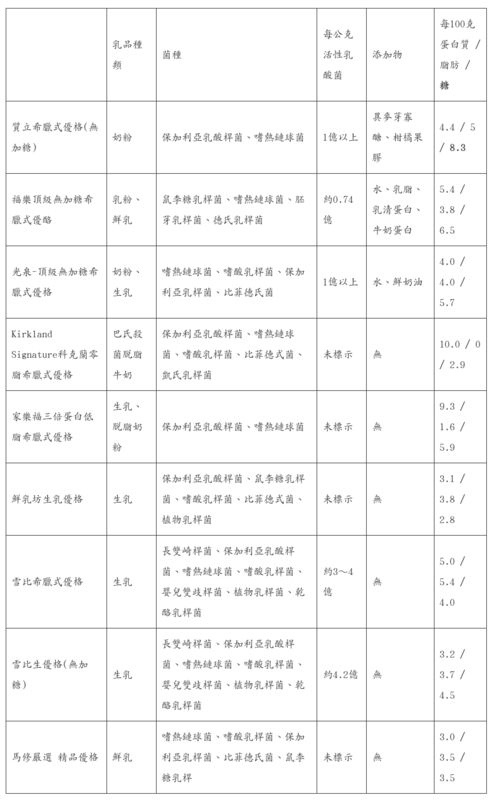 乳品種
類
菌種
每公克
活性乳
酸菌
添加物
每100克
蛋白質 /
脂肪 /
糖
質立希臘式優格(無
加糖)
奶粉
保加利亞乳酸桿菌、嗜熱鏈球菌
1億以上
異麥芽寡
醣、柑橘果
膠
4.4 / 5
/ 8.3
福樂頂級無加糖希
臘式優酪
乳粉、
鮮乳
鼠李糖乳桿菌、嗜熱鏈球菌、胚
芽乳桿菌、德氏乳桿菌
約0.74
億
水、乳脂、
乳清蛋白、
牛奶蛋白
5.4 /
3.8 /
6.5
光泉-頂級無加糖希
臘式優格
奶粉、
生乳
嗜熱鏈球菌、嗜酸乳桿菌、保加
利亞乳桿菌、比菲德氏菌
1億以上
水、鮮奶油
4.0 /
4.0 /
5.7
Kirkland
Signature科克蘭零
脂希臘式優格
巴氏殺
菌脫脂
牛奶
保加利亞乳酸桿菌、嗜熱鏈球
菌、嗜酸乳桿菌、比菲德式菌、
凱氏乳桿菌
未標示
無
10.0 / 0
/ 2.9
家樂福三倍蛋白低
脂希臘式優格
生乳、
脫脂奶
粉
保加利亞乳酸桿菌、嗜熱鏈球菌
未標示
無
9.3 /
1.6 /
5.9
鮮乳坊生乳優格
生乳
保加利亞乳酸桿菌、鼠李糖乳桿
菌、嗜酸乳桿菌、比菲德式菌、
植物乳桿菌
未標示
無
3.1 /
3.8 /
2.8
雪比希臘式優格
生乳
長雙崎桿菌、保加利亞乳酸桿
菌、嗜熱鏈球菌、嗜酸乳桿菌、
嬰兒雙歧桿菌、植物乳桿菌、乾
酪乳桿菌
約3～4
億
無
5.0 /
5.4 /
4.0
雪比生優格(無加
糖)
生乳
長雙崎桿菌、保加利亞乳酸桿
菌、嗜熱鏈球菌、嗜酸乳桿菌、
嬰兒雙歧桿菌、植物乳桿菌、乾
酪乳桿菌
約4.2億
無
3.2 /
3.7 /
4.5
馬修嚴選 精品優格
鮮乳
嗜熱鏈球菌、嗜酸乳桿菌、保加
利亞乳桿菌、比菲德氏菌、鼠李
糖乳桿
未標示
無
3.0 /
3.5 /
3.5